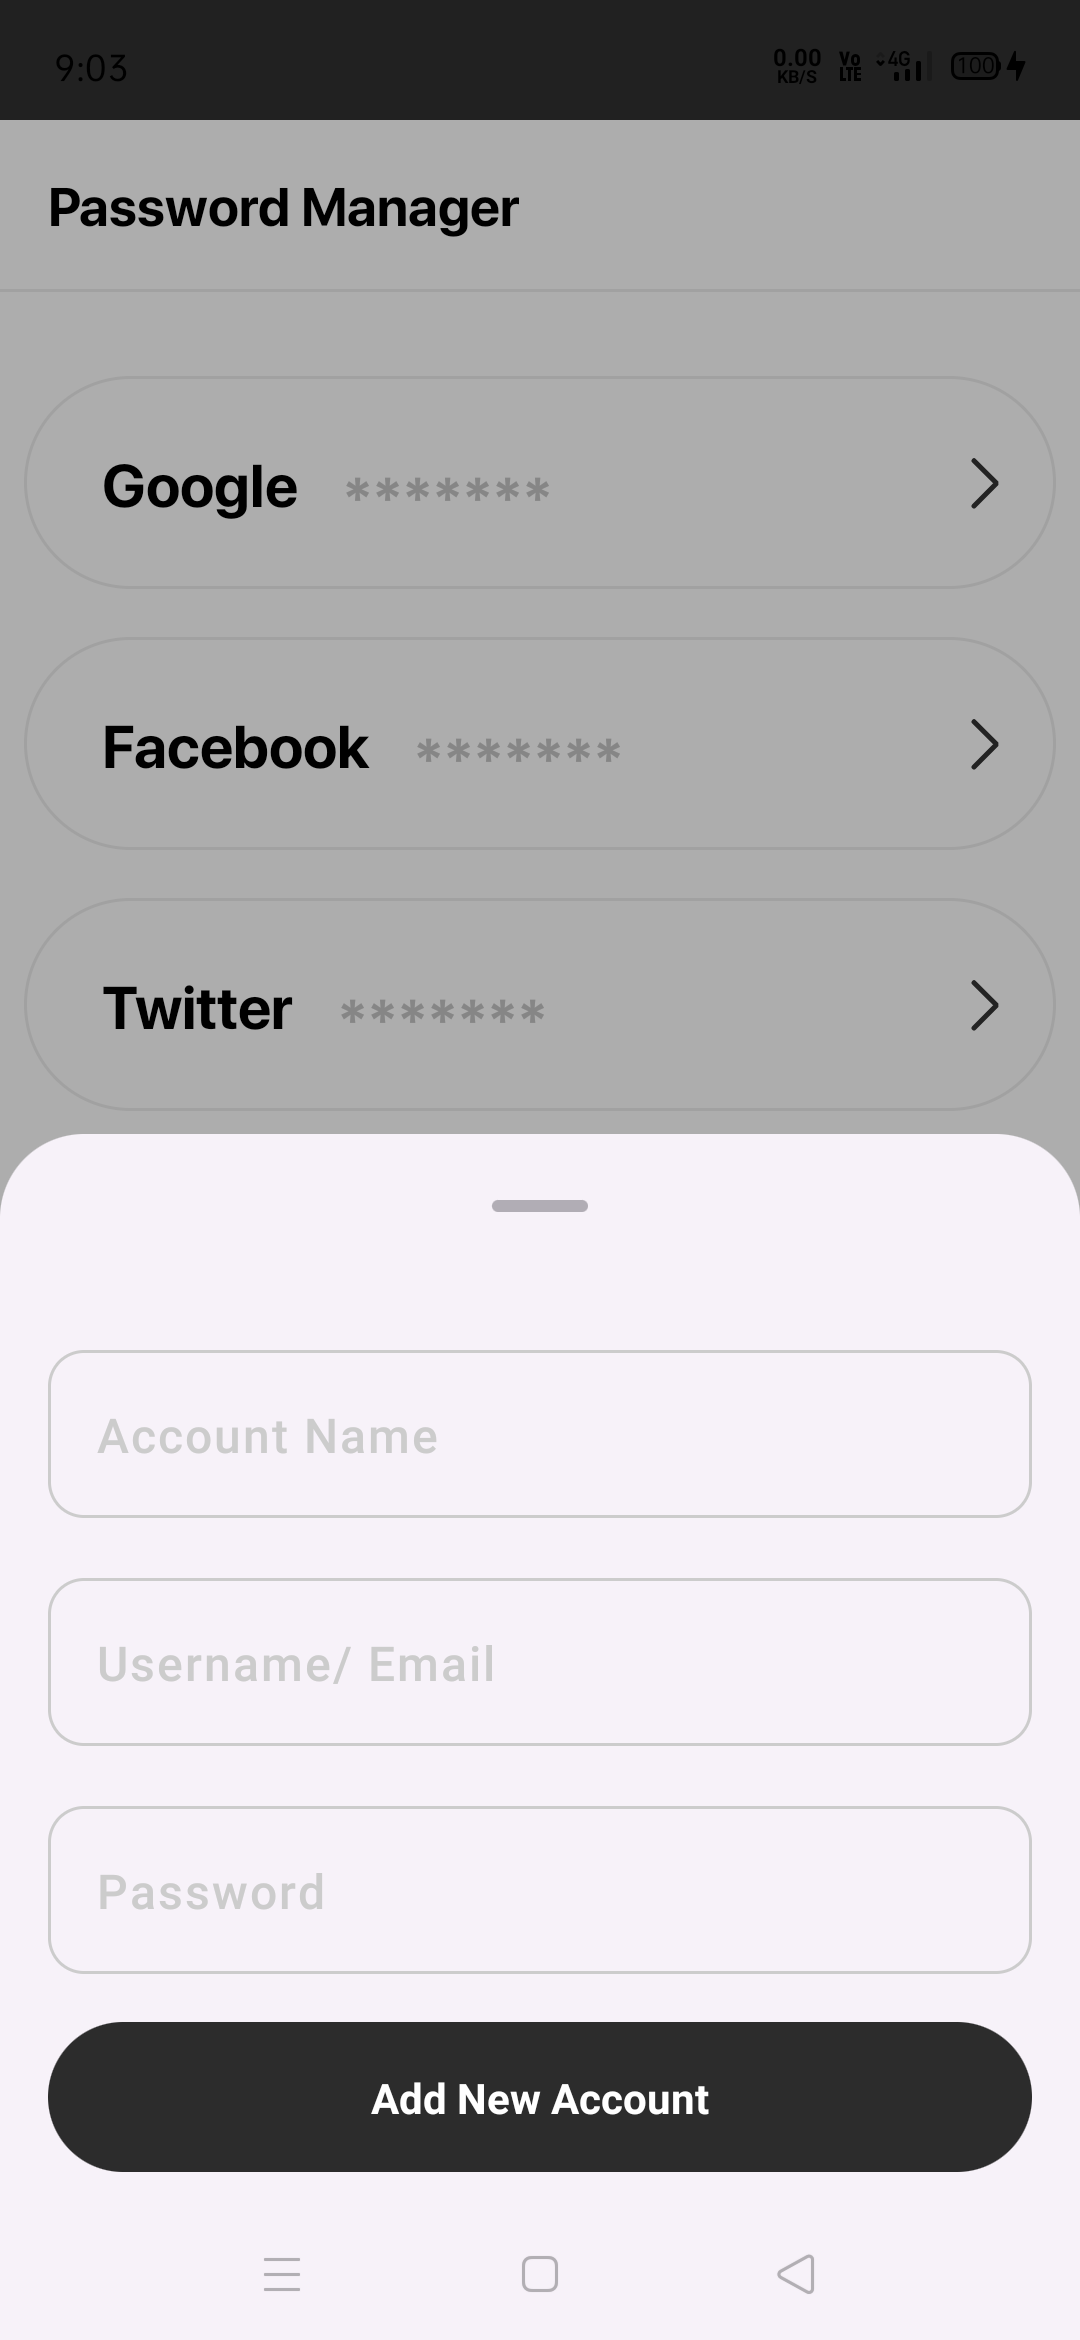 9:03
0.00 KB/S Vo LTE 4G 100
Password Manager
Google *******
Facebook *******
Twitter *******
Account Name
Username/ Email
Password
Add New Account